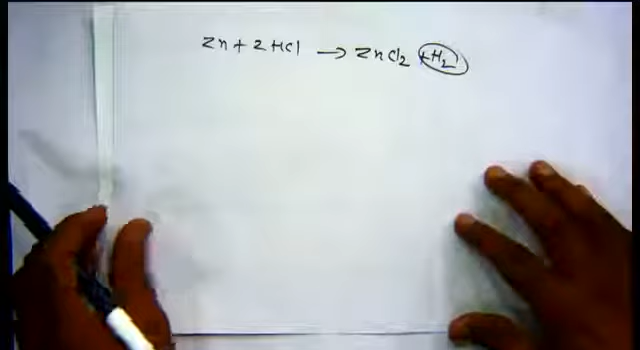 Zn + 2HCl → ZnCl2 + H2